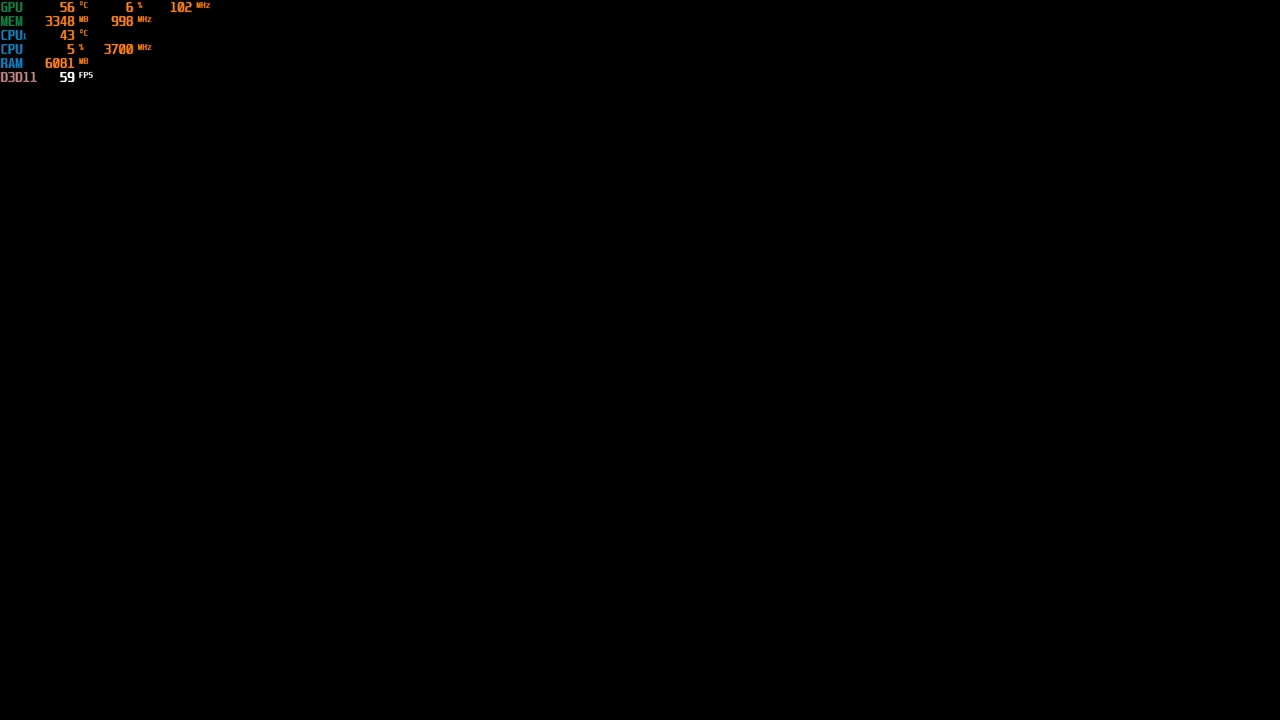 GPU 56 °C 6 % 102 MHz
MEM 3348 MB 998 MHz
CPU1 43 °C
CPU 5 % 3700 MHz
RAM 6081 MB
D3D11 59 FPS